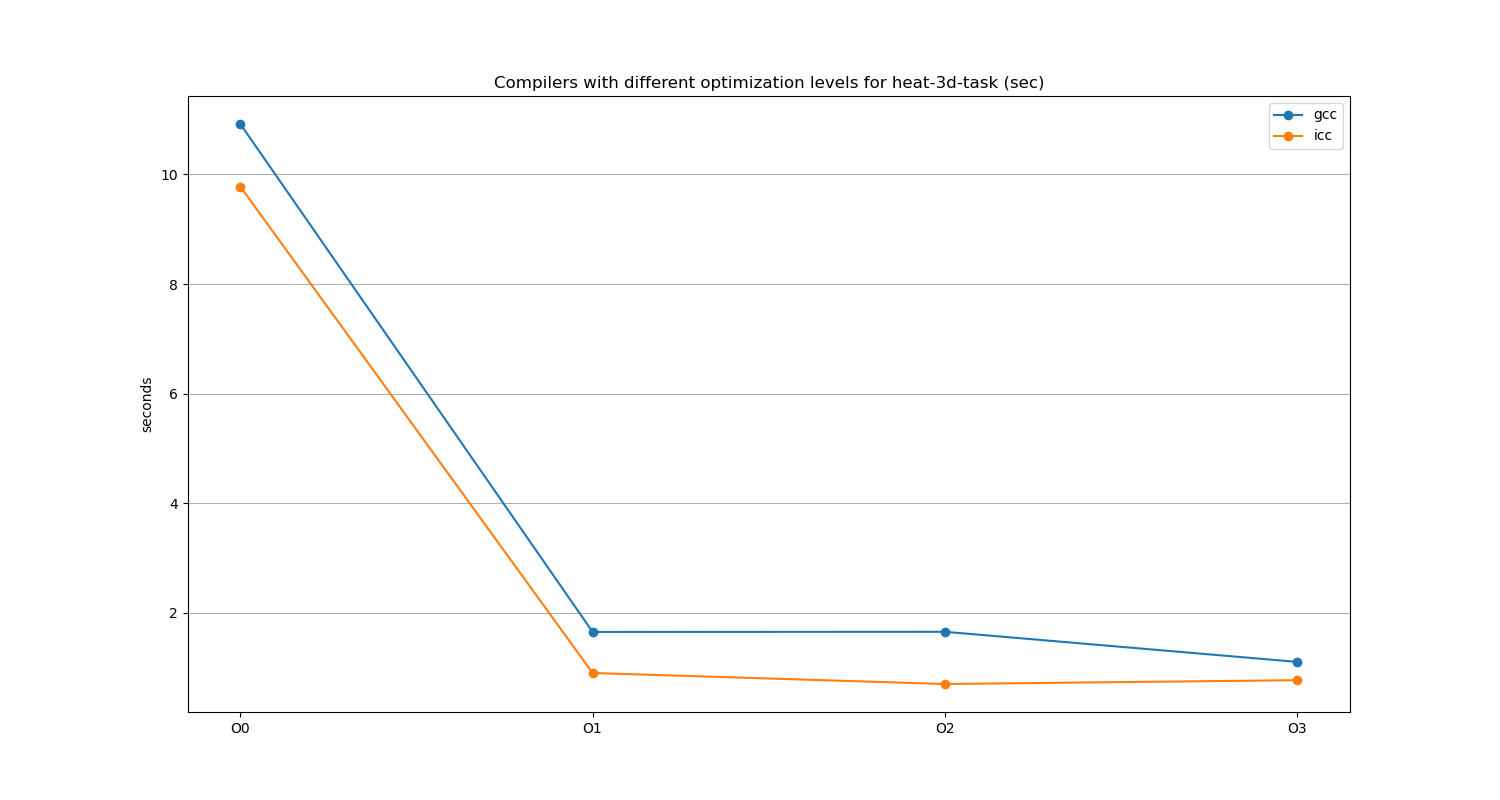 Compilers with different optimization levels for heat-3d-task (sec)
gcc
icc
10
8
6
4
2
seconds
O0
O1
O2
O3